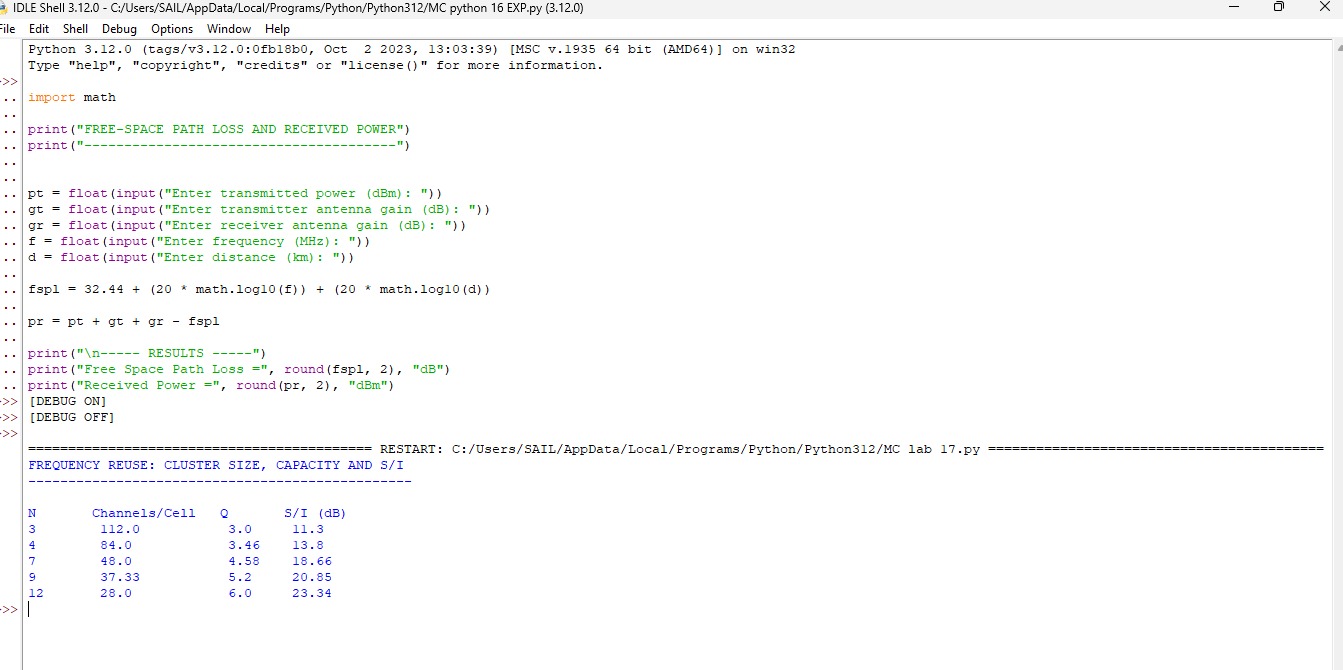 IDLE Shell 3.12.0 - C:/Users/SAIL/AppData/Local/Programs/Python/Python312/MC python 16 EXP.py (3.12.0)
File Edit Shell Debug Options Window Help
Python 3.12.0 (tags/v3.12.0:0fb18b0, Oct  2 2023, 13:03:39) [MSC v.1935 64 bit (AMD64)] on win32
Type "help", "copyright", "credits" or "license()" for more information.
>>>
... import math
...
... print("FREE-SPACE PATH LOSS AND RECEIVED POWER")
... print("---------------------------------------")
...
...
... pt = float(input("Enter transmitted power (dBm): "))
... gt = float(input("Enter transmitter antenna gain (dB): "))
... gr = float(input("Enter receiver antenna gain (dB): "))
... f = float(input("Enter frequency (MHz): "))
... d = float(input("Enter distance (km): "))
...
... fspl = 32.44 + (20 * math.log10(f)) + (20 * math.log10(d))
...
... pr = pt + gt + gr - fspl
...
... print("\n----- RESULTS -----")
... print("Free Space Path Loss =", round(fspl, 2), "dB")
... print("Received Power =", round(pr, 2), "dBm")
>>> [DEBUG ON]
>>> [DEBUG OFF]
>>>
=========================================== RESTART: C:/Users/SAIL/AppData/Local/Programs/Python/Python312/MC lab 17.py ==========================================
FREQUENCY REUSE: CLUSTER SIZE, CAPACITY AND S/I
------------------------------------------------
N       Channels/Cell   Q       S/I (dB)
3        112.0           3.0     11.3
4        84.0            3.46    13.8
7        48.0            4.58    18.66
9        37.33           5.2     20.85
12       28.0            6.0     23.34
>>>